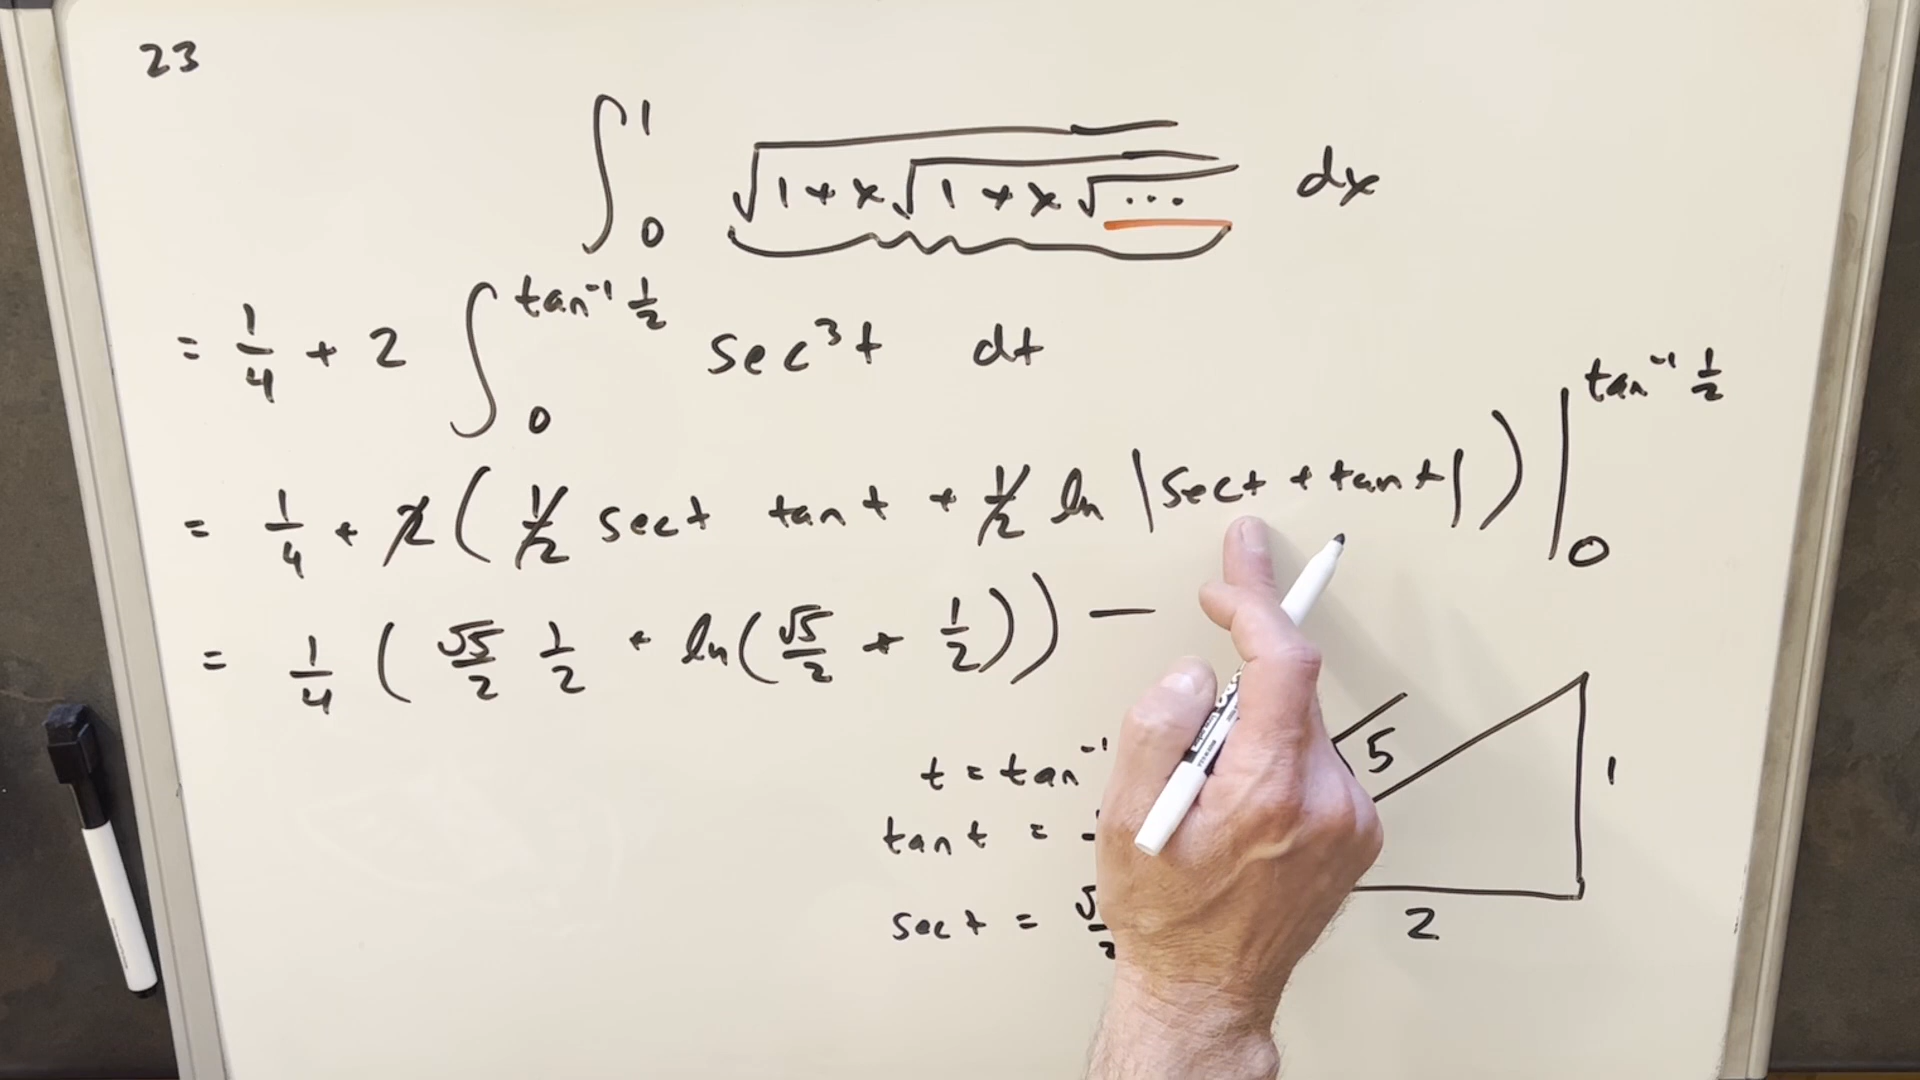 23
∫₀¹ √(1 + x√(1 + x√(...))) dx
= 1/4 + 2 ∫₀^(tan⁻¹ 1/2) sec³t dt
= 1/4 + 2 ( 1/2 sec t tan t + 1/2 ln |sec t + tan t| ) |₀^(tan⁻¹ 1/2)
= 1/4 ( √5/2 1/2 + ln(√5/2 + 1/2)) −
t = tan⁻¹
5
1
tan t =
sec t = √ /2
2